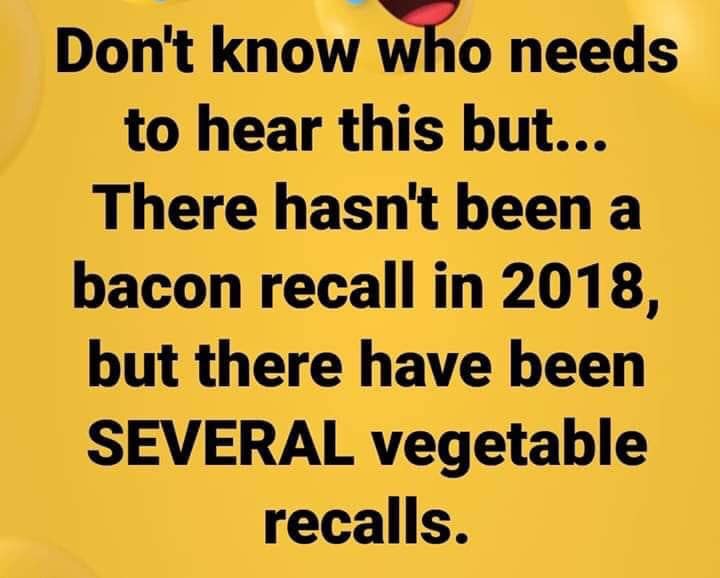 Don't know who needs
to hear this but...
There hasn't been a
bacon recall in 2018,
but there have been
SEVERAL vegetable
recalls.